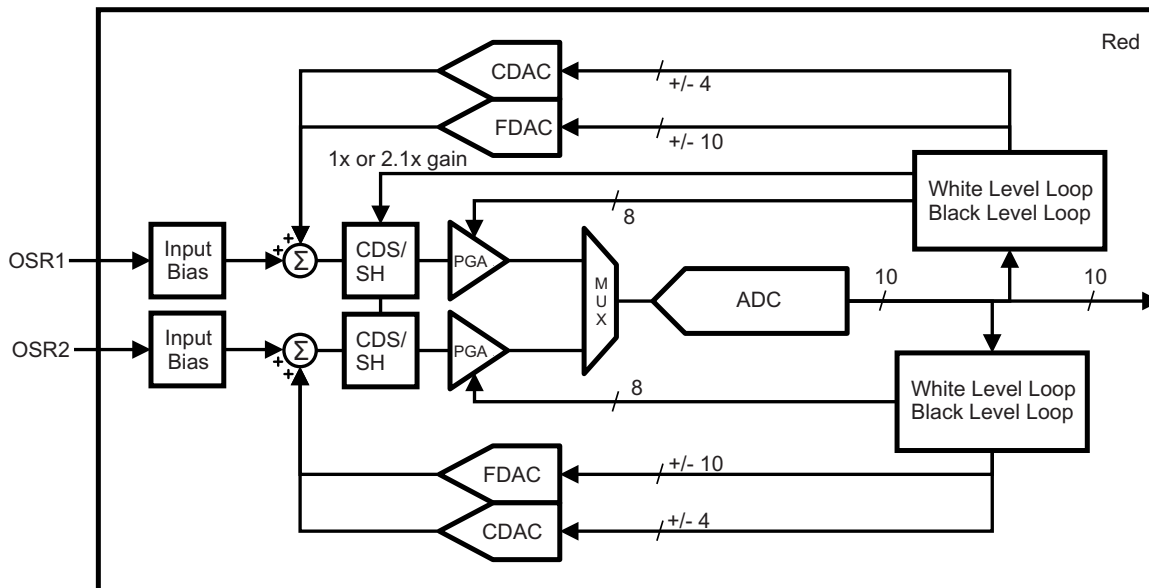 Red
CDAC
+/- 4
FDAC
+/- 10
1x or 2.1x gain
White Level Loop
Black Level Loop
8
OSR1
Input
Bias
+
+
Σ
CDS/
SH
PGA
MUX
ADC
10
10
OSR2
Input
Bias
Σ
+
+
CDS/
SH
PGA
8
White Level Loop
Black Level Loop
FDAC
+/- 10
CDAC
+/- 4